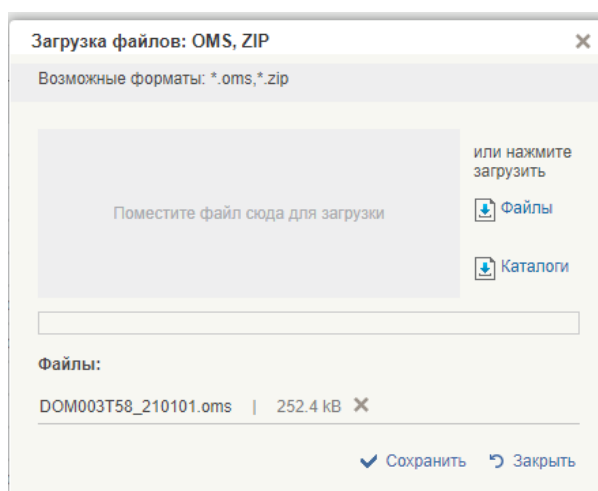 Загрузка файлов: OMS, ZIP
Возможные форматы: *.oms,*.zip
или нажмите
загрузить
Поместите файл сюда для загрузки
Файлы
Каталоги
Файлы:
DOM003T58_210101.oms | 252.4 kB
Сохранить Закрыть